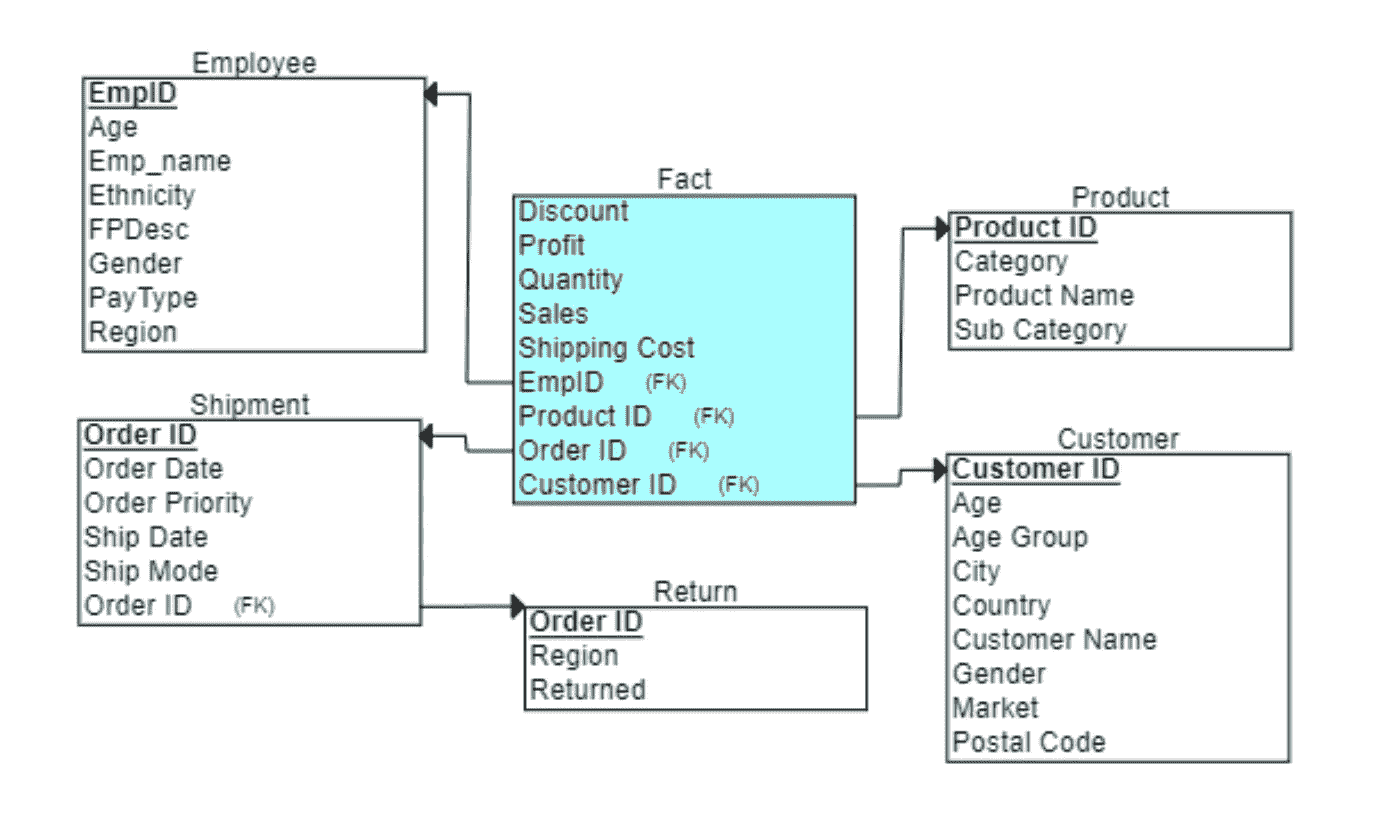 Employee
EmpID
Age
Emp_name
Ethnicity
FPDesc
Gender
PayType
Region
Shipment
Order ID
Order Date
Order Priority
Ship Date
Ship Mode
Order ID (FK)
Fact
Discount
Profit
Quantity
Sales
Shipping Cost
EmpID (FK)
Product ID (FK)
Order ID (FK)
Customer ID (FK)
Return
Order ID
Region
Returned
Product
Product ID
Category
Product Name
Sub Category
Customer
Customer ID
Age
Age Group
City
Country
Customer Name
Gender
Market
Postal Code